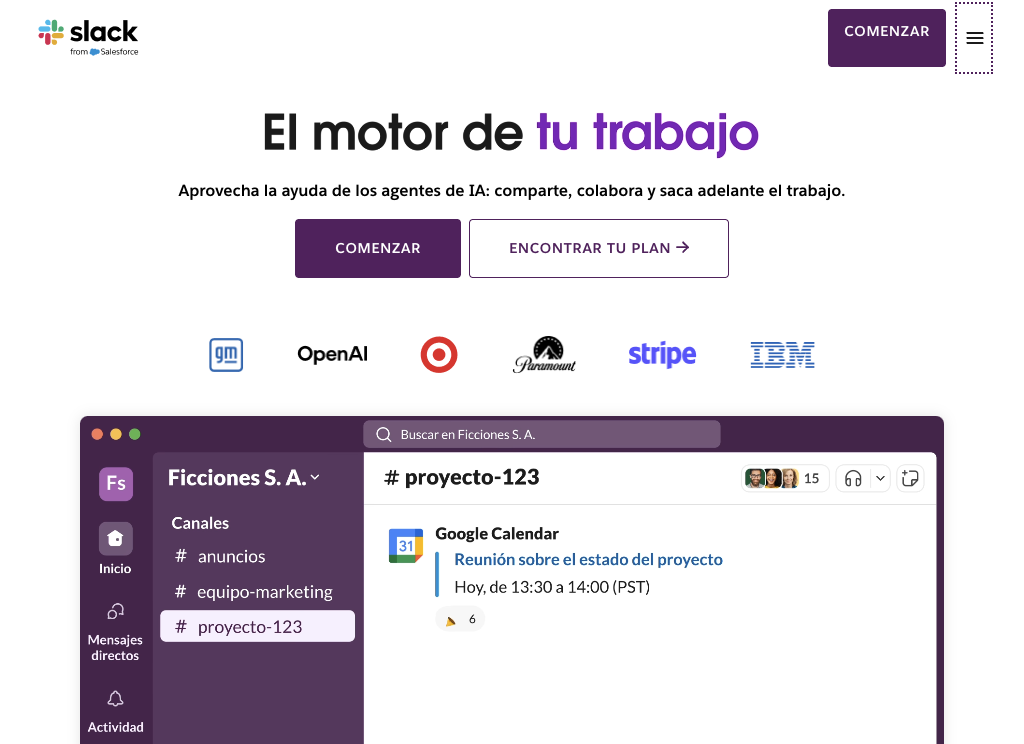 slack
from Salesforce
COMENZAR
El motor de tu trabajo
Aprovecha la ayuda de los agentes de IA: comparte, colabora y saca adelante el trabajo.
COMENZAR
ENCONTRAR TU PLAN →
gm
OpenAI
Paramount
stripe
IBM
Buscar en Ficciones S. A.
Fs
Inicio
Mensajes
directos
Actividad
Ficciones S. A.
Canales
# anuncios
# equipo-marketing
# proyecto-123
# proyecto-123
15
31
Google Calendar
Reunión sobre el estado del proyecto
Hoy, de 13:30 a 14:00 (PST)
6